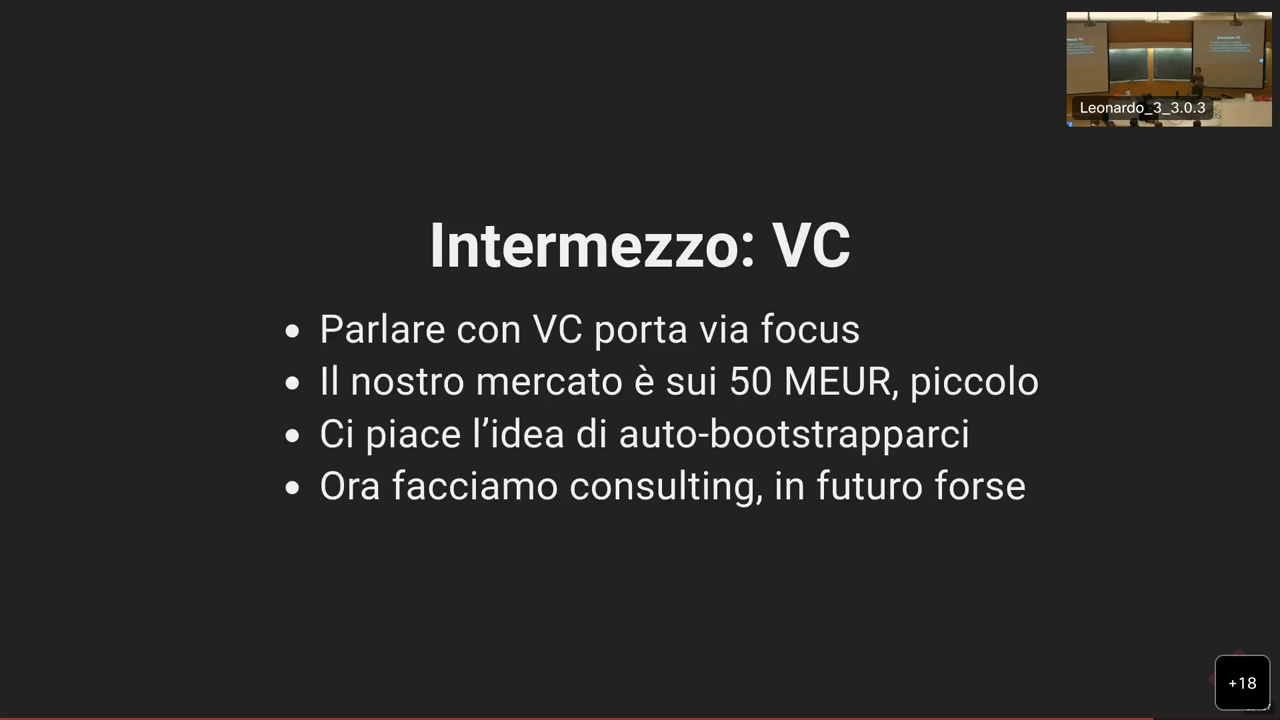 Leonardo_3_3.0.3
Intermezzo: VC
• Parlare con VC porta via focus
• Il nostro mercato è sui 50 MEUR, piccolo
• Ci piace l’idea di auto-bootstrapparci
• Ora facciamo consulting, in futuro forse
+18